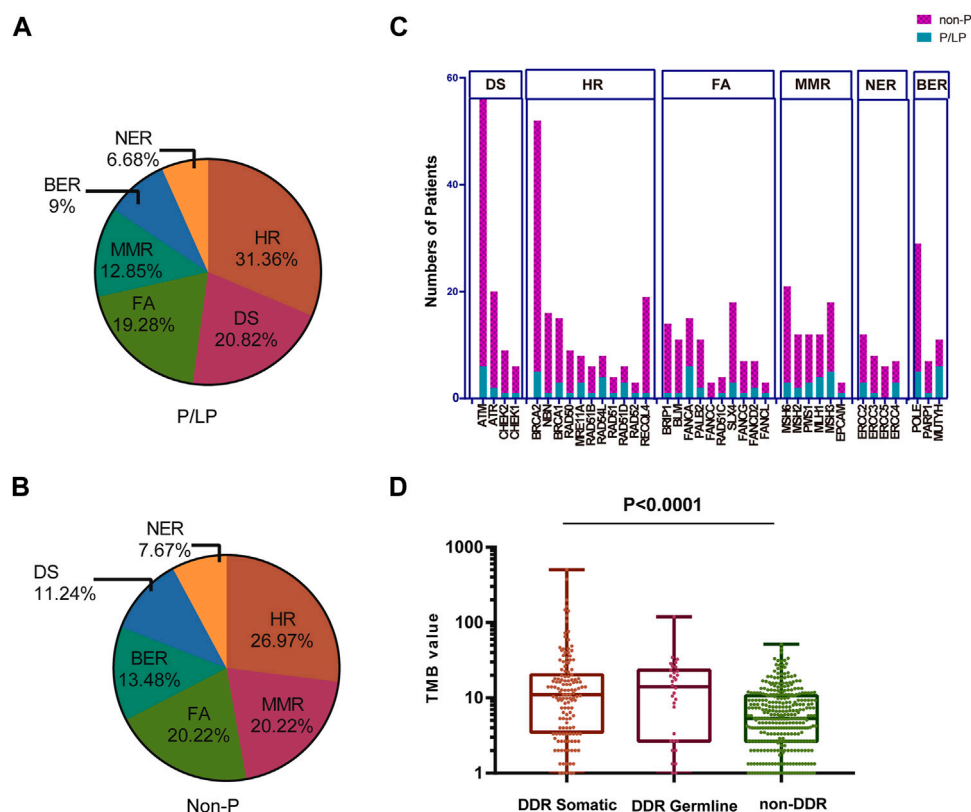 A
NER
6.68%
BER
9%
MMR
12.85%
HR
31.36%
FA
19.28%
DS
20.82%
P/LP
B
NER
7.67%
DS
11.24%
HR
26.97%
BER
13.48%
MMR
20.22%
FA
20.22%
Non-P
C
non-P
P/LP
Numbers of Patients
60
40
20
0
DS
HR
FA
MMR
NER
BER
ATM
ATR
CHEK2
CHEK1
BRCA2
NBN
BRCA1
RAD50
MRE11A
RAD51B
RAD54L
RAD51
RAD51D
RAD52
RECQL4
BRIP1
BLM
FANCA
PALB2
FANCC
RAD51C
SLX4
FANCG
FANCD2
FANCL
MSH6
MSH2
PMS1
MLH1
MSH3
EPCAM
ERCC2
ERCC3
ERCC5
ERCC4
POLE
PARP1
MUTYH
D
P<0.0001
TMB value
1000
100
10
1
DDR Somatic
DDR Germline
non-DDR